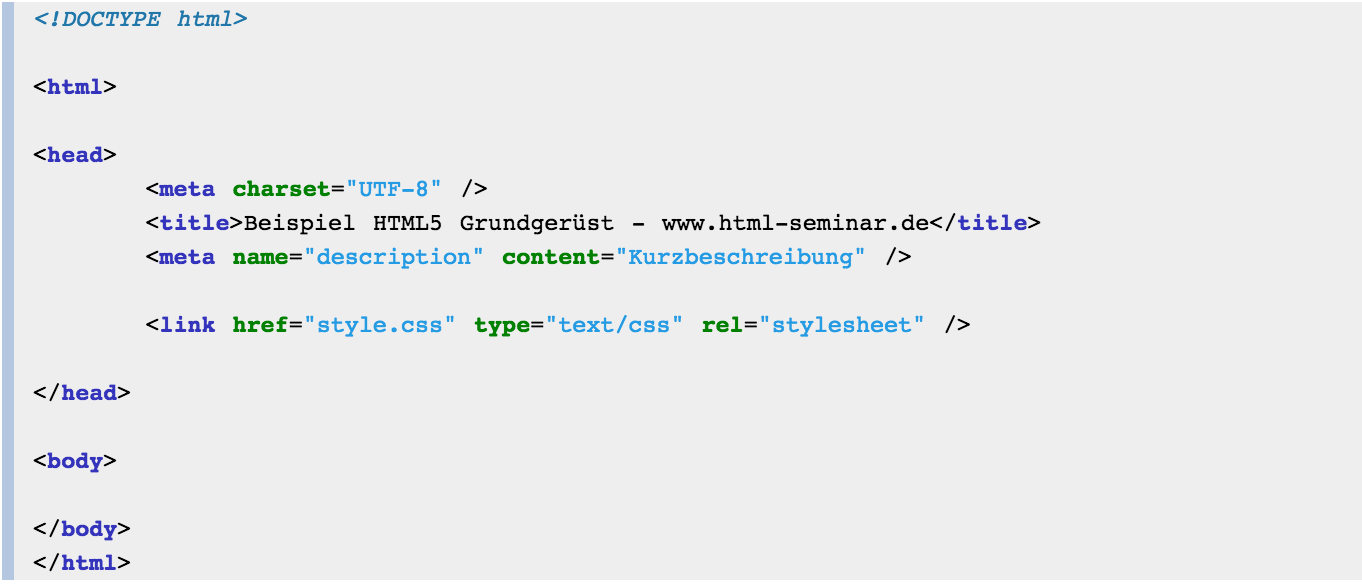 <!DOCTYPE html>
<html>
<head>
<meta charset="UTF-8" />
<title>Beispiel HTML5 Grundgerüst - www.html-seminar.de</title>
<meta name="description" content="Kurzbeschreibung" />
<link href="style.css" type="text/css" rel="stylesheet" />
</head>
<body>
</body>
</html>